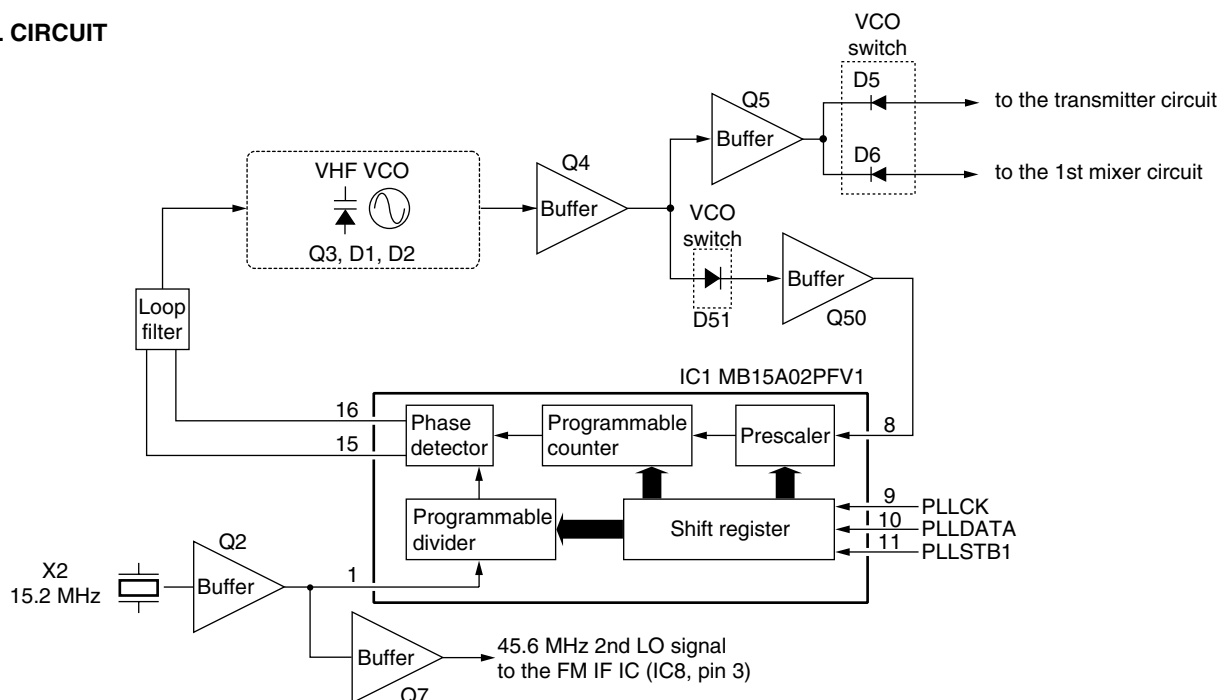 CIRCUIT
VCO
switch
D5
to the transmitter circuit
Q5
Buffer
D6
to the 1st mixer circuit
VHF VCO
Q3, D1, D2
Q4
Buffer
VCO
switch
D51
Buffer
Q50
Loop
filter
IC1 MB15A02PFV1
16
15
Phase
detector
Programmable
counter
Prescaler
8
Programmable
divider
Shift register
9
PLLCK
10
PLLDATA
11
PLLSTB1
X2
15.2 MHz
Q2
Buffer
1
Buffer
Q7
45.6 MHz 2nd LO signal
to the FM IF IC (IC8, pin 3)